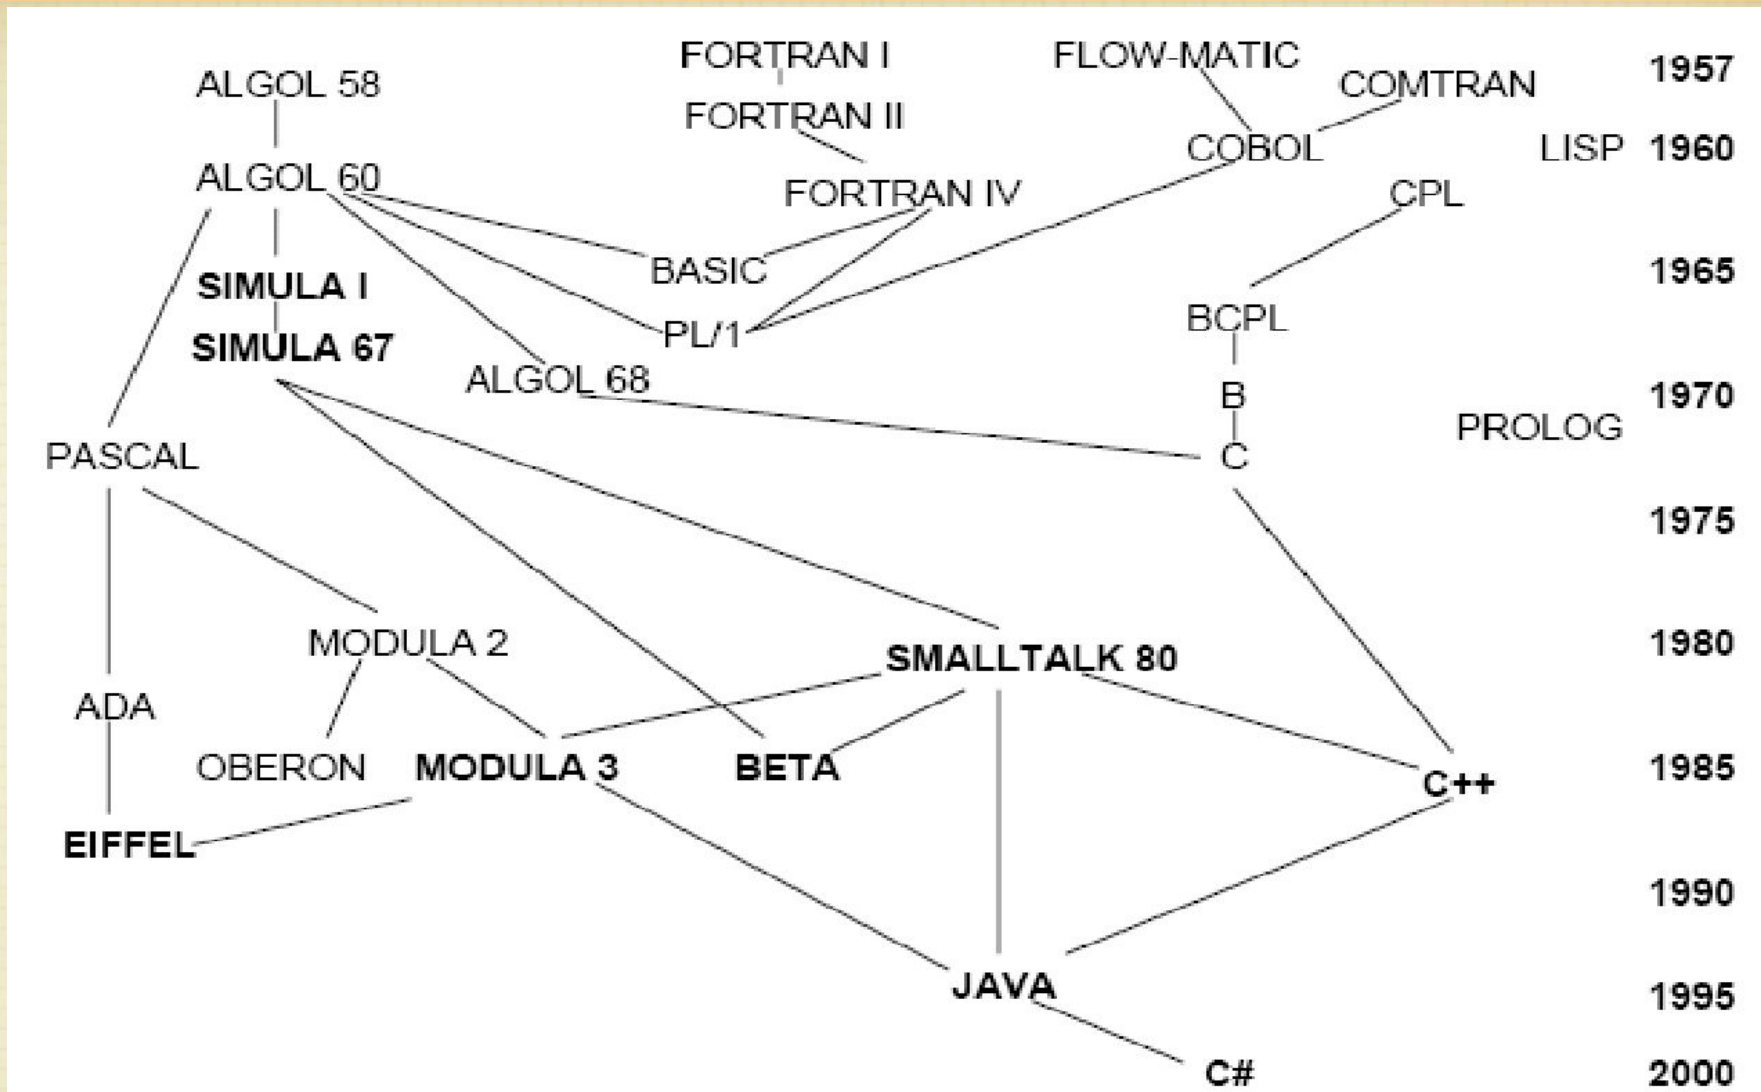 FORTRAN I
FLOW-MATIC
1957
ALGOL 58
COMTRAN
FORTRAN II
COBOL
LISP
1960
ALGOL 60
FORTRAN IV
CPL
BASIC
1965
SIMULA I
BCPL
PL/1
SIMULA 67
ALGOL 68
B
1970
PROLOG
PASCAL
C
1975
MODULA 2
1980
SMALLTALK 80
ADA
OBERON
MODULA 3
BETA
1985
C++
EIFFEL
1990
JAVA
1995
C#
2000